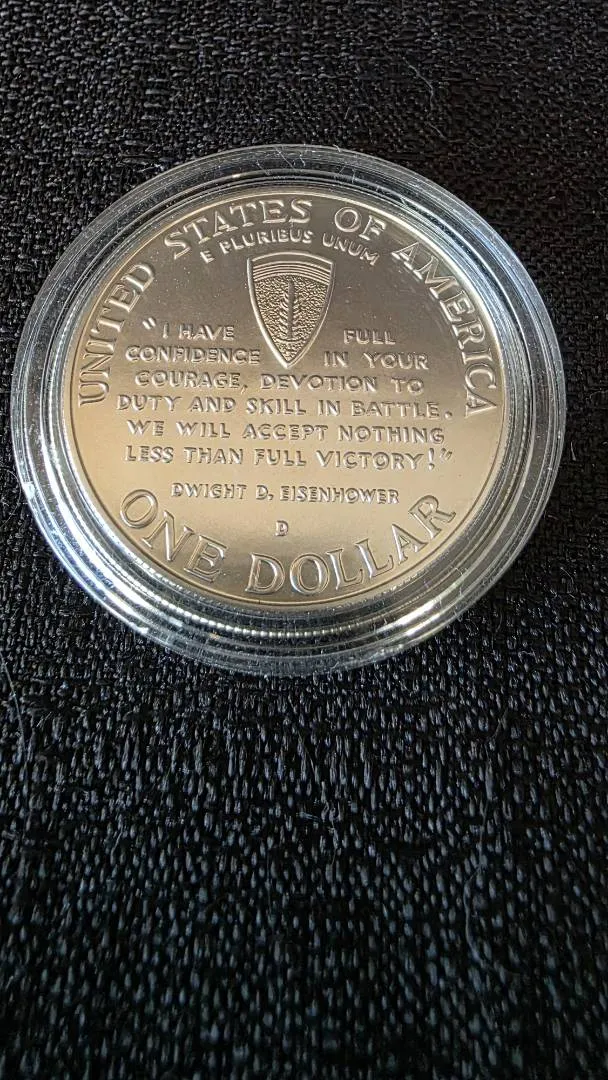 UNITED STATES OF AMERICA
E PLURIBUS UNUM
"I HAVE FULL
CONFIDENCE IN YOUR
COURAGE, DEVOTION TO
DUTY AND SKILL IN BATTLE.
WE WILL ACCEPT NOTHING
LESS THAN FULL VICTORY!"
DWIGHT D. EISENHOWER
D
ONE DOLLAR